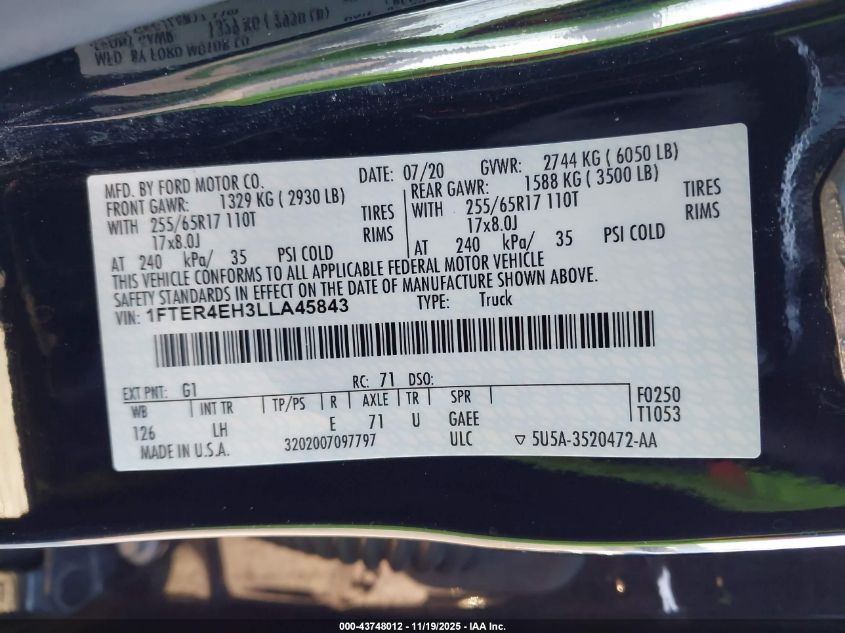 MFD. BY FORD MOTOR CO.
DATE: 07/20 GVWR: 2744 KG ( 6050 LB)
FRONT GAWR: 1329 KG ( 2930 LB)
REAR GAWR: 1588 KG ( 3500 LB)
WITH 255/65R17 110T TIRES
WITH 255/65R17 110T TIRES
17x8.0J RIMS
17x8.0J RIMS
AT 240 kPa/ 35 PSI COLD
AT 240 kPa/ 35 PSI COLD
THIS VEHICLE CONFORMS TO ALL APPLICABLE FEDERAL MOTOR VEHICLE
SAFETY STANDARDS IN EFFECT ON THE DATE OF MANUFACTURE SHOWN ABOVE.
VIN: 1FTER4EH3LLA45843 TYPE: Truck
EXT PNT: G1 RC: 71 DSO:
WB INT TR TP/PS R AXLE TR SPR F0250
126 LH E 71 U GAEE T1053
MADE IN U.S.A. 3202007097797 ULC ▽ 5U5A-3520472-AA
000-43748012 - 11/19/2025 - IAA Inc.